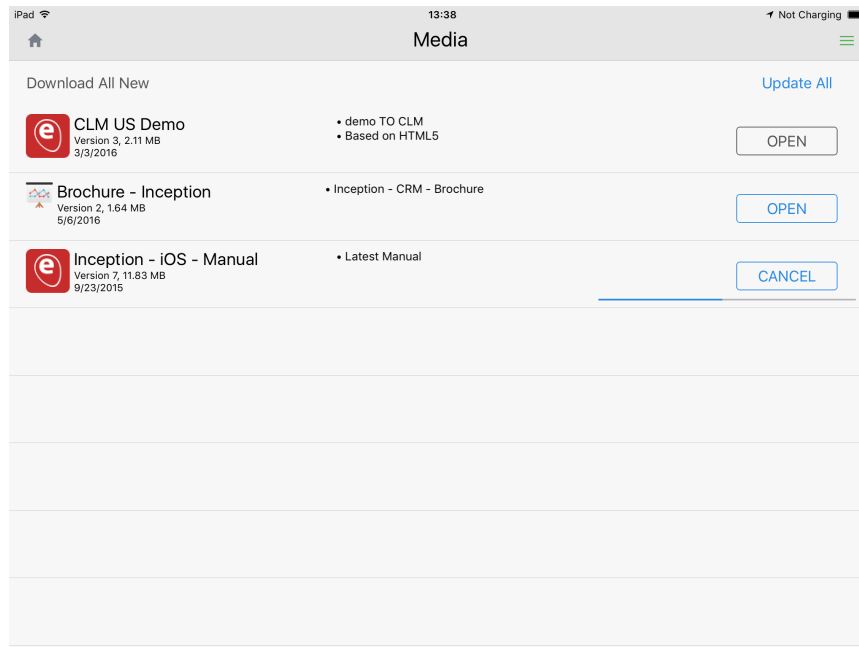 iPad 13:38 Not Charging
Media
Download All New Update All
CLM US Demo
Version 3, 2.11 MB
3/3/2016
• demo TO CLM
• Based on HTML5
OPEN
Brochure - Inception
Version 2, 1.64 MB
5/6/2016
• Inception - CRM - Brochure
OPEN
Inception - iOS - Manual
Version 7, 11.83 MB
9/23/2015
• Latest Manual
CANCEL